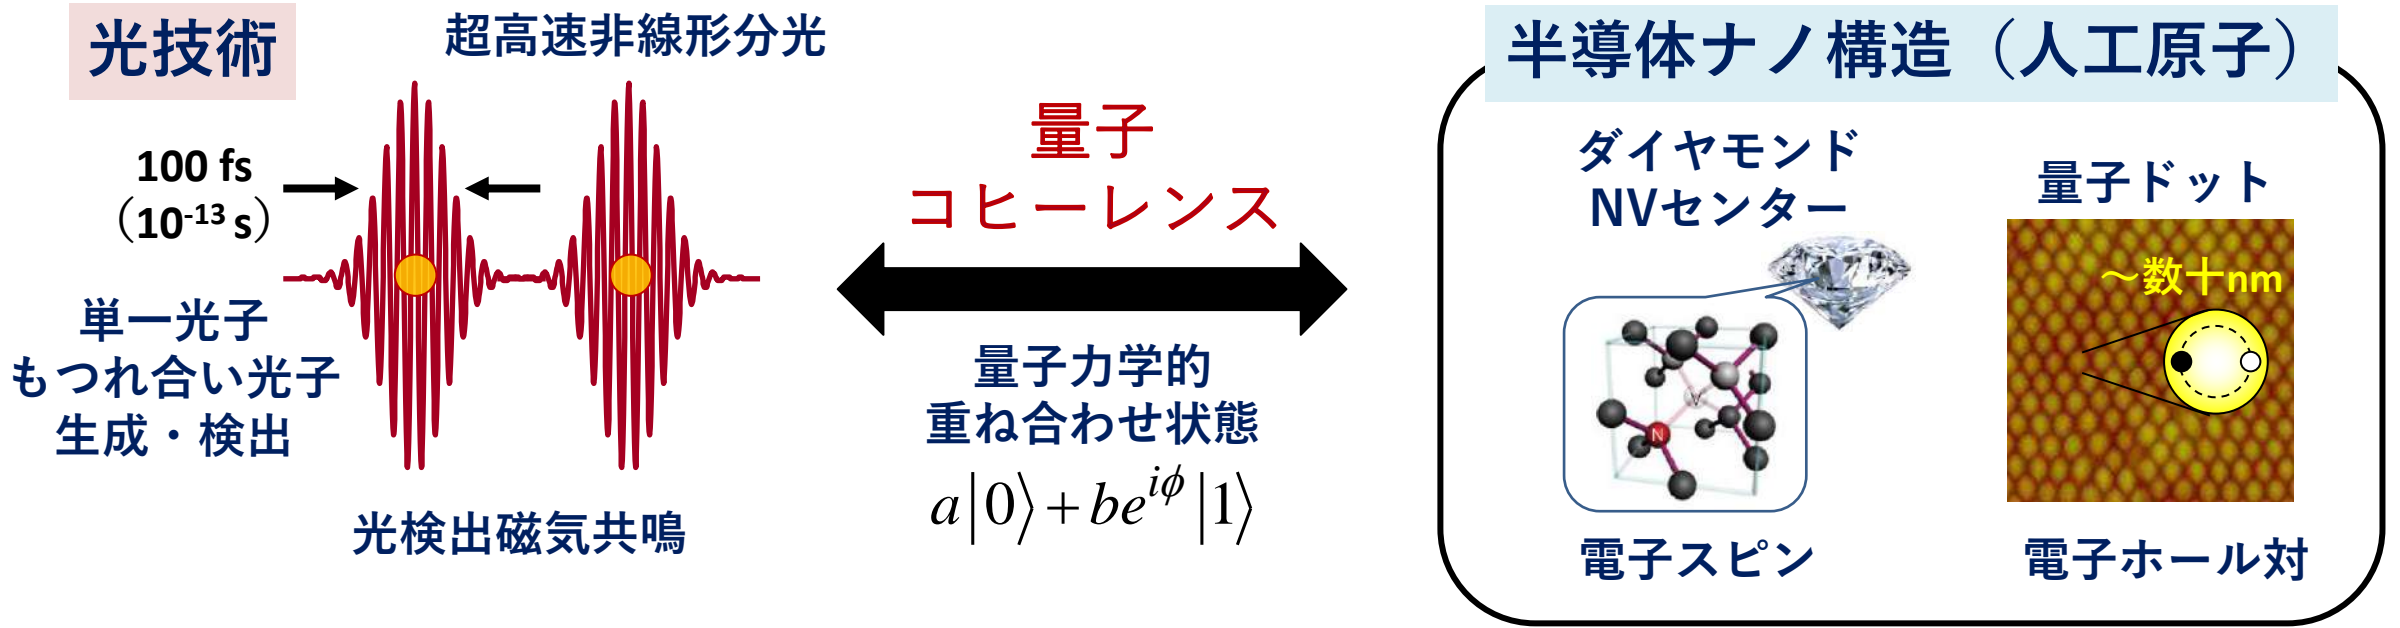 光技術
超高速非線形分光
100 fs
（10⁻¹³ s）
単一光子
もつれ合い光子
生成・検出
光検出磁気共鳴
量子
コヒーレンス
量子力学的
重ね合わせ状態
a|0⟩+be^{iϕ}|1⟩
半導体ナノ構造（人工原子）
ダイヤモンド
NVセンター
V
N
電子スピン
量子ドット
～数十nm
電子ホール対